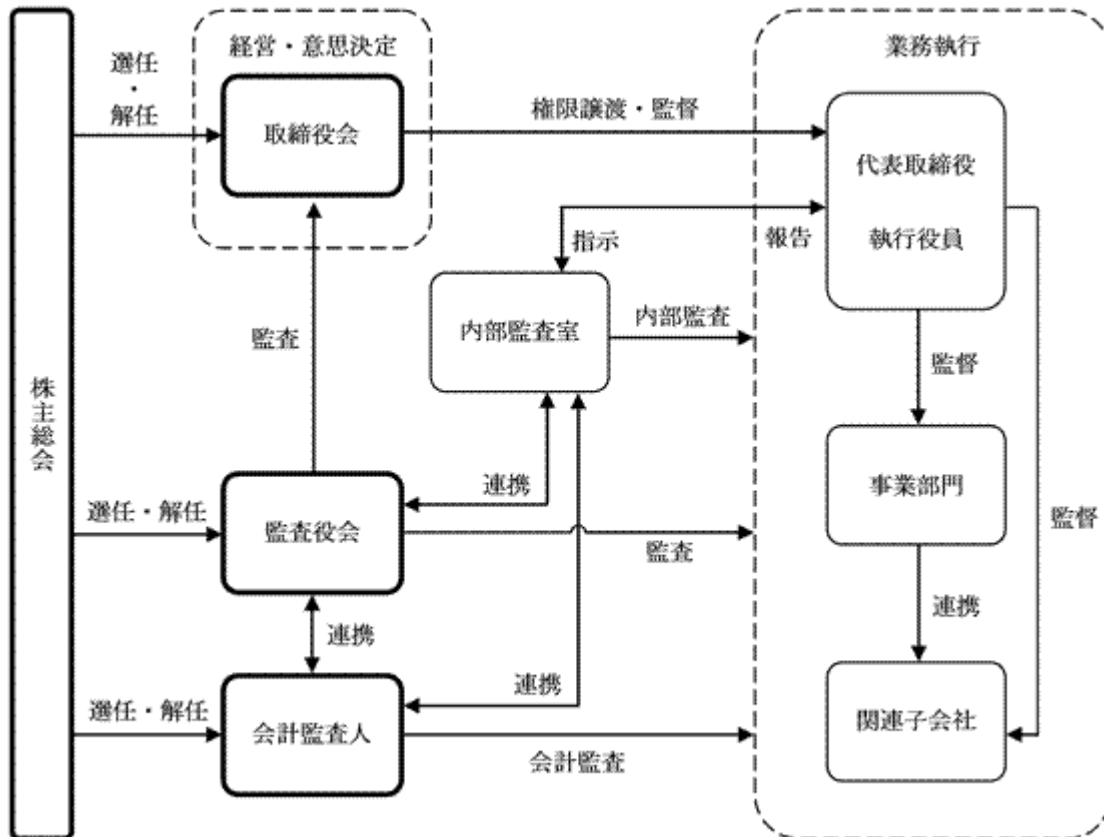 経営・意思決定
業務執行
選任
・
解任
取締役会
権限譲渡・監督
代表取締役
執行役員
指示
報告
内部監査室
内部監査
監査
監督
株主総会
連携
事業部門
選任・解任
監査役会
監査
監督
連携
連携
選任・解任
会計監査人
連携
会計監査
関連子会社